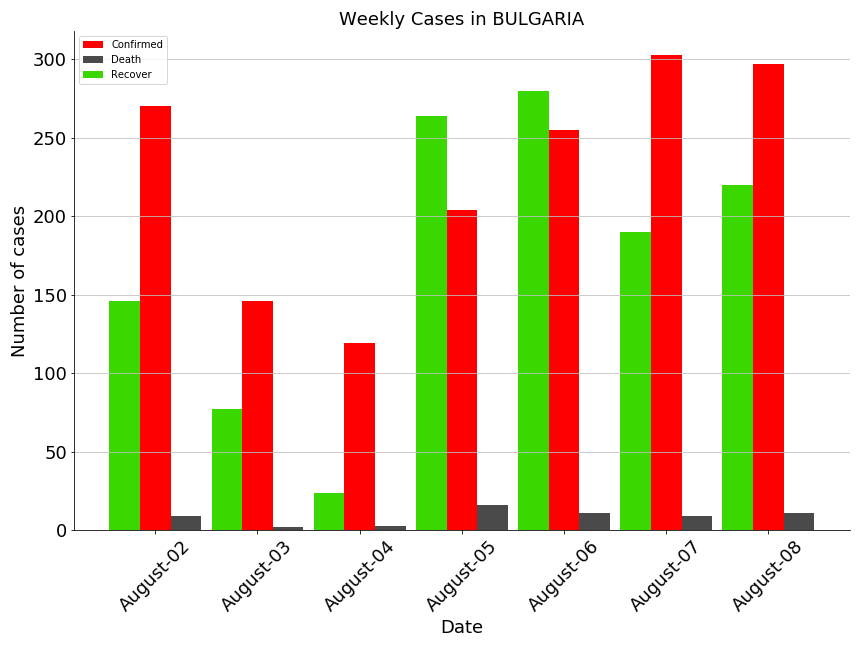 Weekly Cases in BULGARIA
Confirmed
Death
Recover
Number of cases
300
250
200
150
100
50
0
August-02
August-03
August-04
August-05
August-06
August-07
August-08
Date